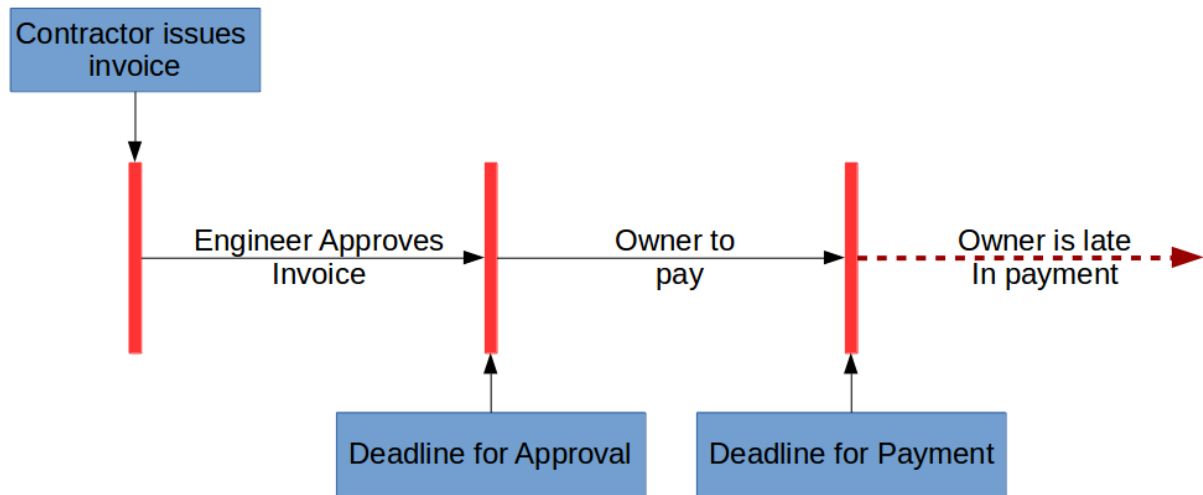 Contractor issues
invoice
Engineer Approves
Invoice
Owner to
pay
Owner is late
In payment
Deadline for Approval
Deadline for Payment